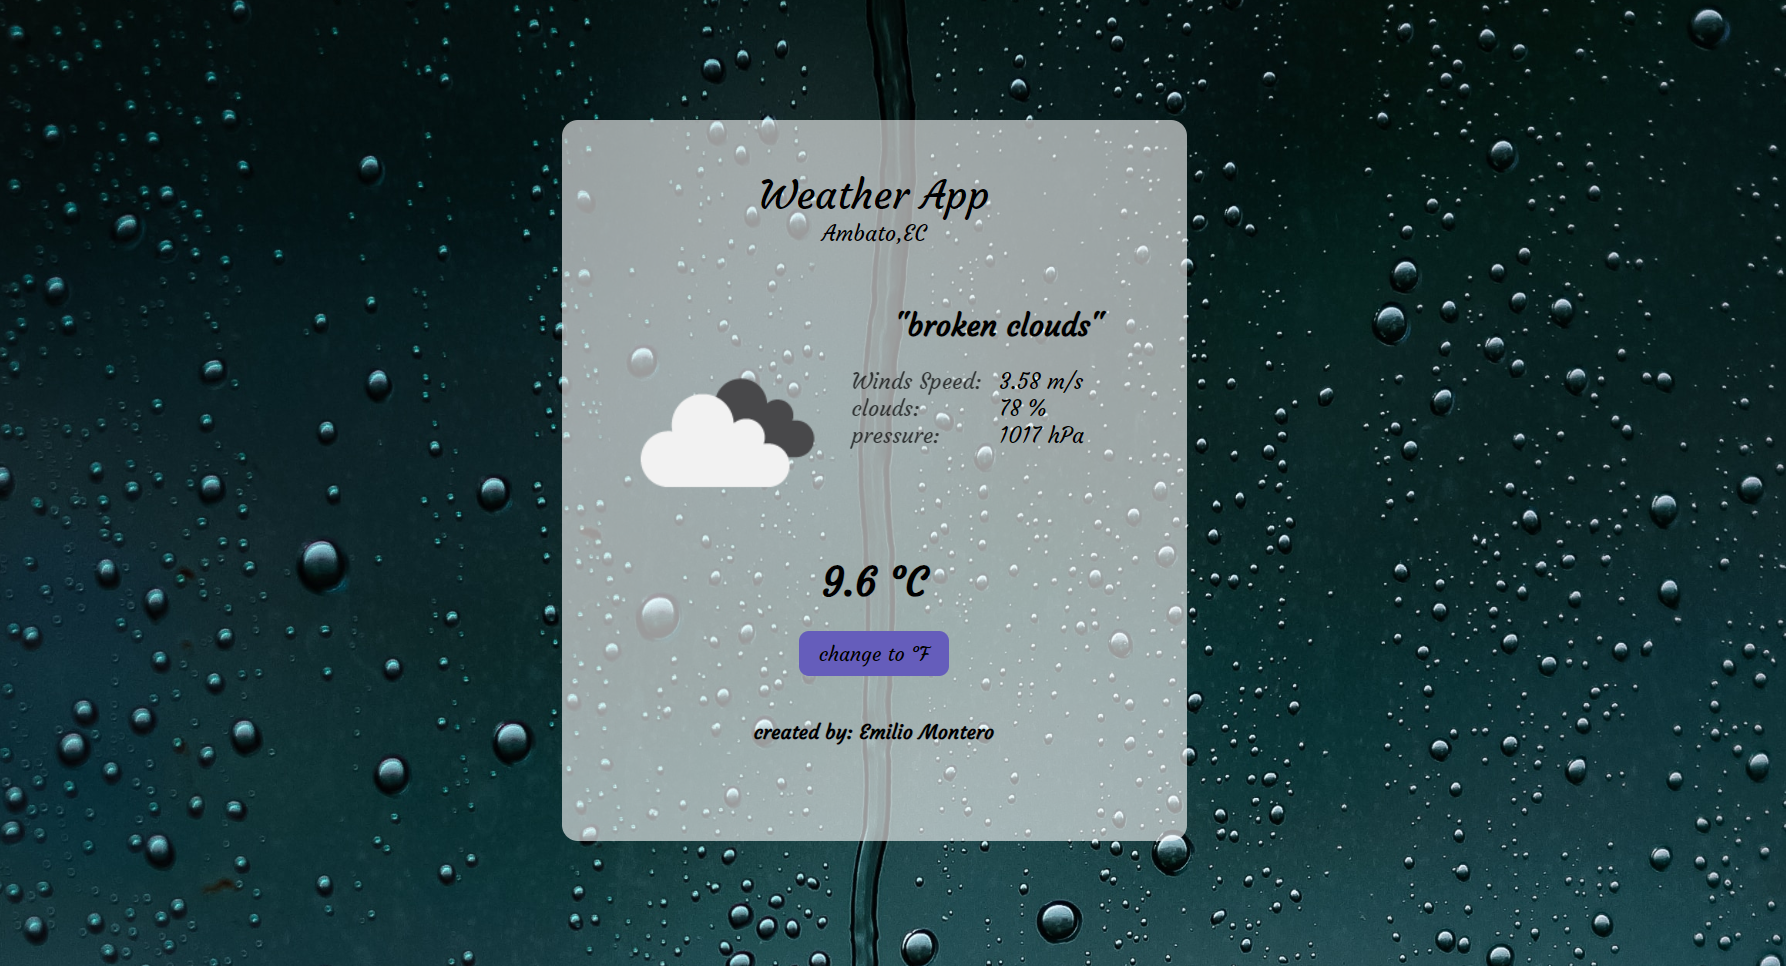 Weather App
Ambato,EC
"broken clouds"
Winds Speed: 3.58 m/s
clouds: 78 %
pressure: 1017 hPa
9.6 °C
change to °F
created by: Emilio Montero